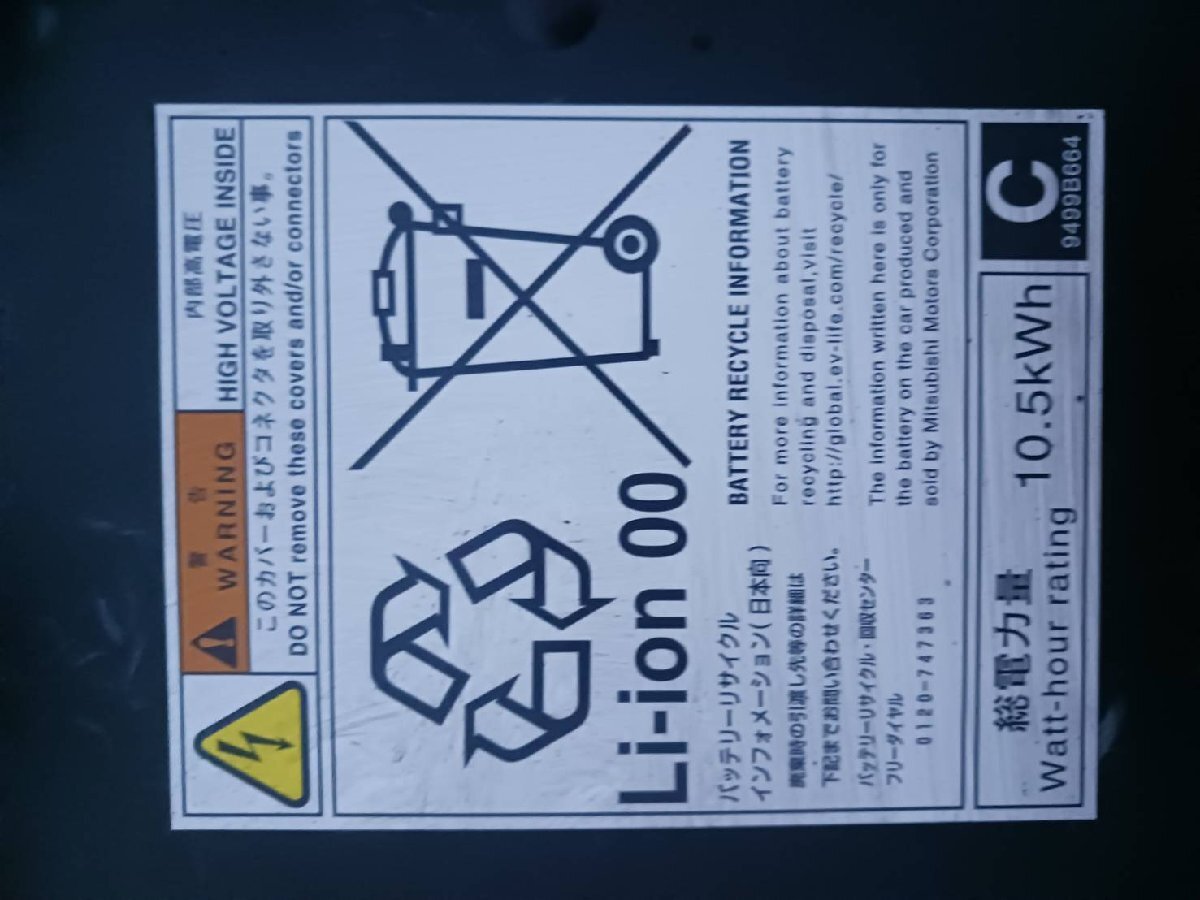 警 告
WARNING
内部高電圧
HIGH VOLTAGE INSIDE
このカバーおよびコネクタを取り外さない事。
DO NOT remove these covers and/or connectors
Li-ion 00
バッテリーリサイクル
インフォメーション(日本向)
廃棄時の引渡し先等の詳細は
下記までお問い合わせください。
バッテリーリサイクル・回収センター
フリーダイヤル
0120-747363
BATTERY RECYCLE INFORMATION
For more information about battery
recycling and disposal,visit
http://global.ev-life.com/recycle/
The information written here is only for
the battery on the car produced and
sold by Mitsubishi Motors Corporation
総電力量
Watt-hour rating 10.5kWh
C
9499B664